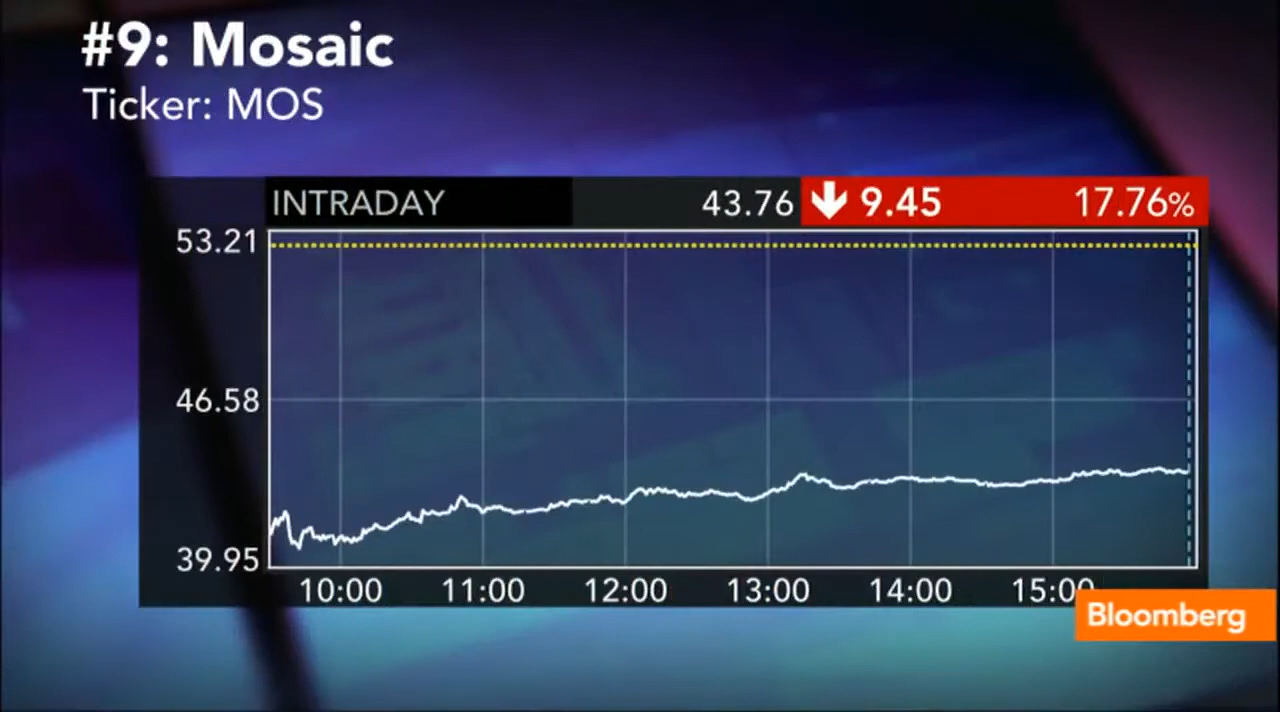 #9: Mosaic
Ticker: MOS
INTRADAY 43.76 9.45 17.76%
53.21
46.58
39.95
10:00 11:00 12:00 13:00 14:00 15:00
Bloomberg